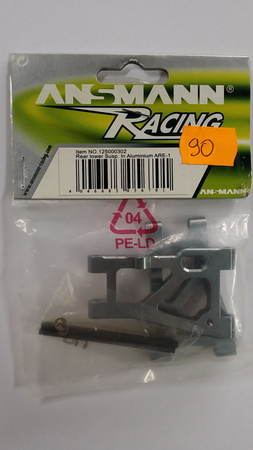 ANSMANN
RACING
90
Item NO.125000302
Rear lower Susp. In Aluminium ARE-1
ANSMANN
04
PE-LD